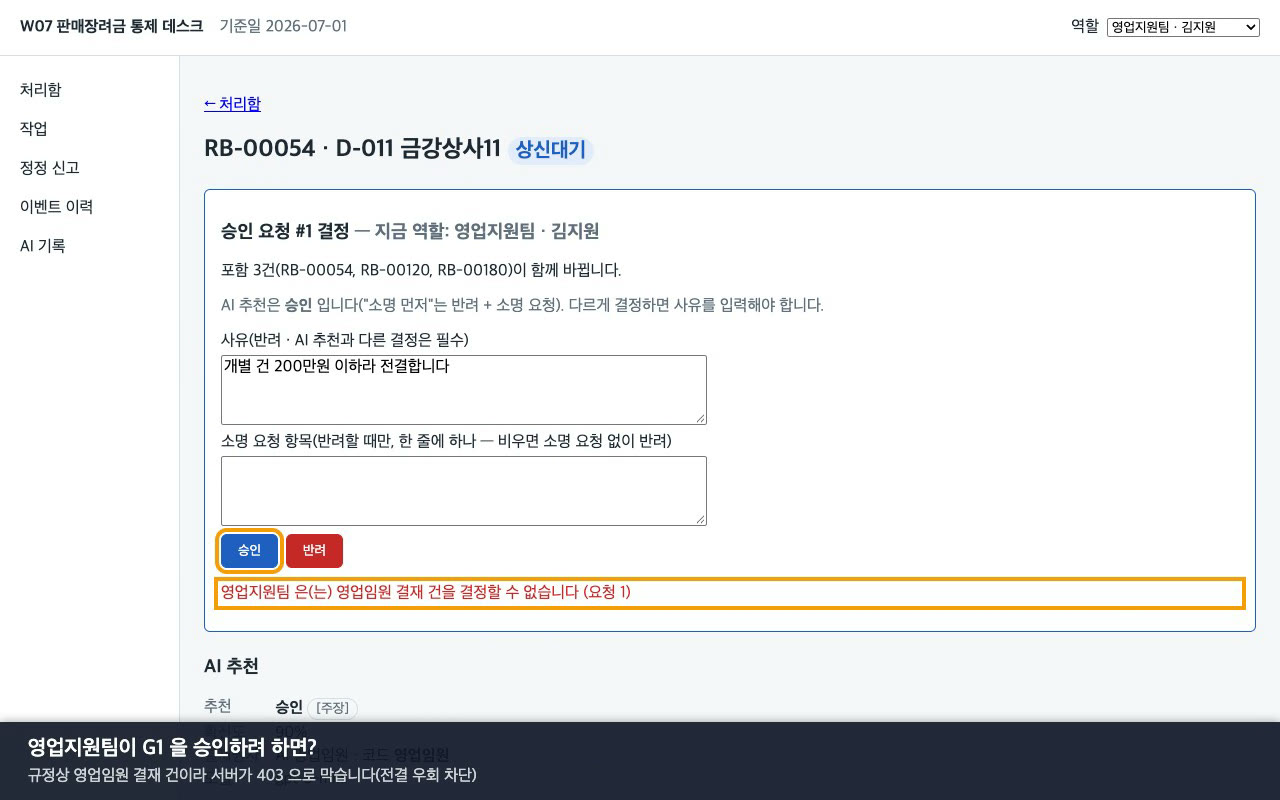 W07 판매장려금 통제 데스크 기준일 2026-07-01
역할 영업지원팀 · 김지원
처리함
작업
정정 신고
이벤트 이력
AI 기록
← 처리함
RB-00054 · D-011 금강상사11 상신대기
승인 요청 #1 결정 — 지금 역할: 영업지원팀 · 김지원
포함 3건(RB-00054, RB-00120, RB-00180)이 함께 바뀝니다.
AI 추천은 승인 입니다("소명 먼저"는 반려 + 소명 요청). 다르게 결정하면 사유를 입력해야 합니다.
사유(반려 · AI 추천과 다른 결정은 필수)
개별 건 200만원 이하라 전결합니다
소명 요청 항목(반려할 때만, 한 줄에 하나 — 비우면 소명 요청 없이 반려)
승인 반려
영업지원팀 은(는) 영업임원 결재 건을 결정할 수 없습니다 (요청 1)
AI 추천
추천 승인 [주장]
90%
영업임원 · 코드 영업임원
영업지원팀이 G1 을 승인하려 하면?
규정상 영업임원 결재 건이라 서버가 403 으로 막습니다(전결 우회 차단)